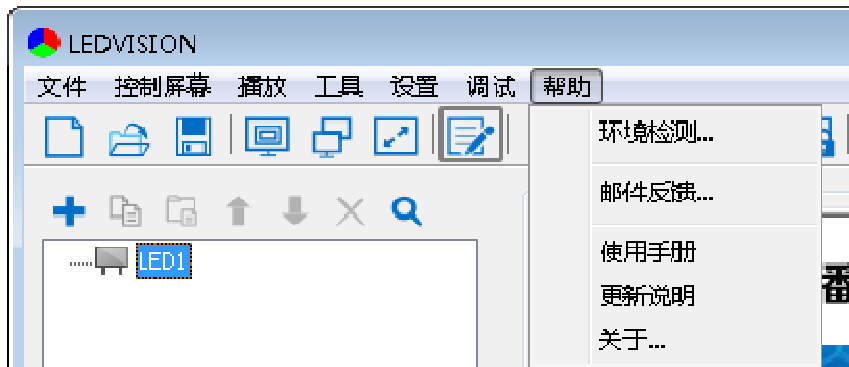 LEDVISION
文件 控制屏幕 播放 工具 设置 调试 帮助
环境检测...
邮件反馈...
使用手册
更新说明
关于...
LED1